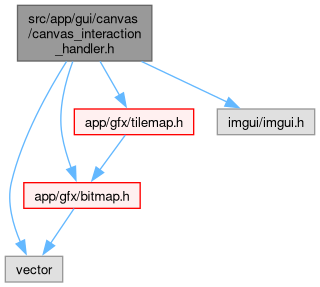 src/app/gui/canvas
/canvas_interaction
_handler.h
app/gfx/tilemap.h
imgui/imgui.h
app/gfx/bitmap.h
vector